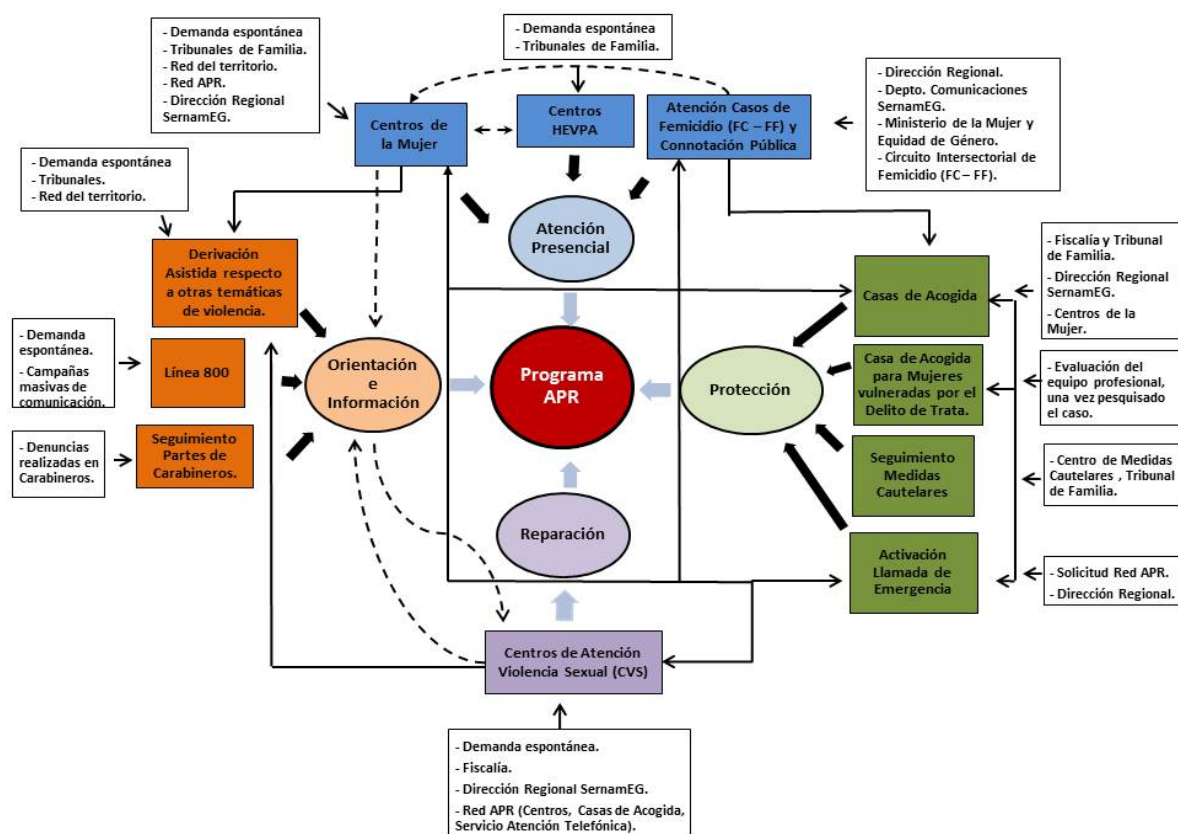 - Demanda espontánea
- Tribunales de Familia.
- Red del territorio.
- Red APR.
- Dirección Regional
SernamEG.
- Demanda espontánea
- Tribunales de Familia.
- Dirección Regional.
- Depto. Comunicaciones
SernamEG.
- Ministerio de la Mujer y
Equidad de Género.
- Circuito Intersectorial de
Femicidio (FC – FF).
Centros de
la Mujer
Centros
HEVPA
Atención Casos de
Femicidio (FC – FF) y
Connotación Pública
- Demanda espontánea
- Tribunales.
- Red del territorio.
Atención
Presencial
Derivación
Asistida respecto
a otras temáticas
de violencia.
- Demanda
espontánea.
- Campañas
masivas de
comunicación.
Línea 800
- Denuncias
realizadas en
Carabineros.
Seguimiento
Partes de
Carabineros.
Orientación
e
Información
Programa
APR
Protección
Casas de Acogida
Casa de Acogida
para Mujeres
vulneradas por el
Delito de Trata.
Seguimiento
Medidas
Cautelares
Activación
Llamada de
Emergencia
- Fiscalía y Tribunal
de Familia.
- Dirección Regional
SernamEG.
- Centros de la
Mujer.
- Evaluación del
equipo profesional,
una vez pesquisado
el caso.
- Centro de Medidas
Cautelares , Tribunal
de Familia.
- Solicitud Red APR.
- Dirección Regional.
Reparación
Centros de Atención
Violencia Sexual (CVS)
- Demanda espontánea.
- Fiscalía.
- Dirección Regional SernamEG.
- Red APR (Centros, Casas de Acogida,
Servicio Atención Telefónica).